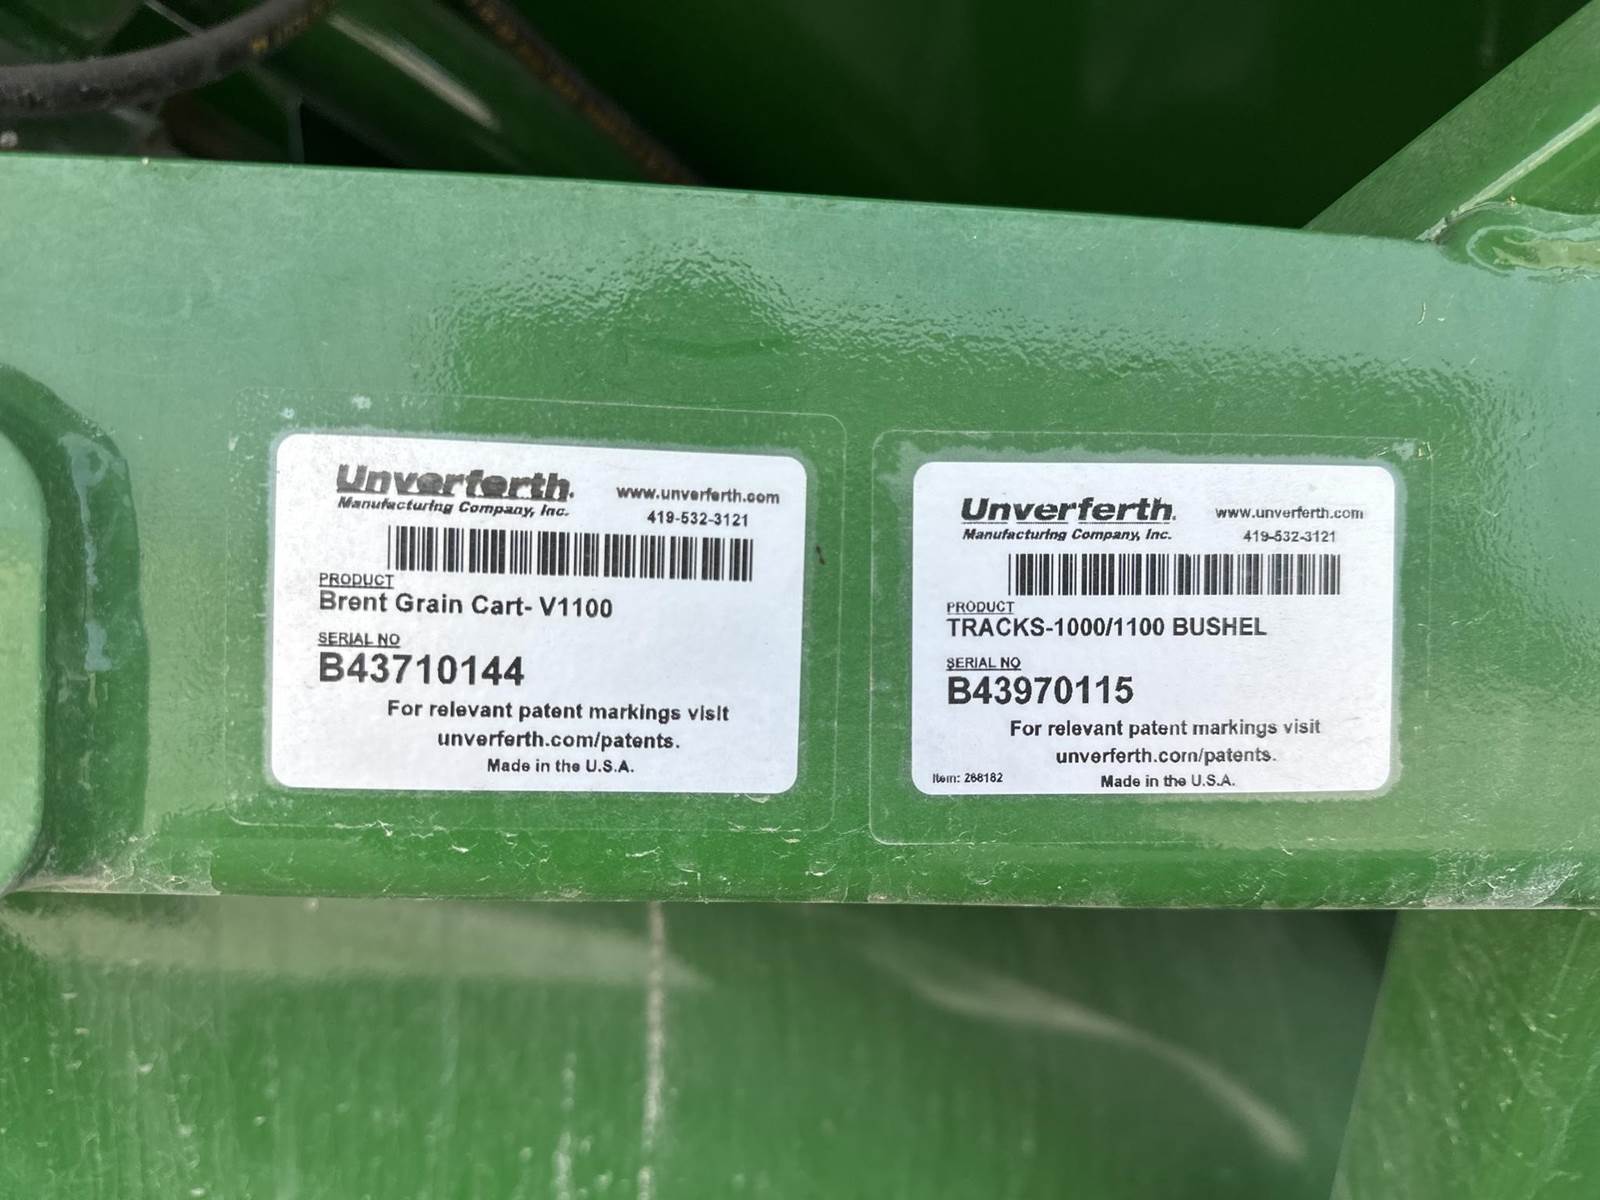 Unverferth
Manufacturing Company, Inc.
www.unverferth.com
419-532-3121
PRODUCT
Brent Grain Cart- V1100
SERIAL NO
B43710144
For relevant patent markings visit
unverferth.com/patents.
Made in the U.S.A.
Unverferth
Manufacturing Company, Inc.
www.unverferth.com
419-532-3121
PRODUCT
TRACKS-1000/1100 BUSHEL
SERIAL NO
B43970115
For relevant patent markings visit
unverferth.com/patents.
Item: 268182
Made in the U.S.A.